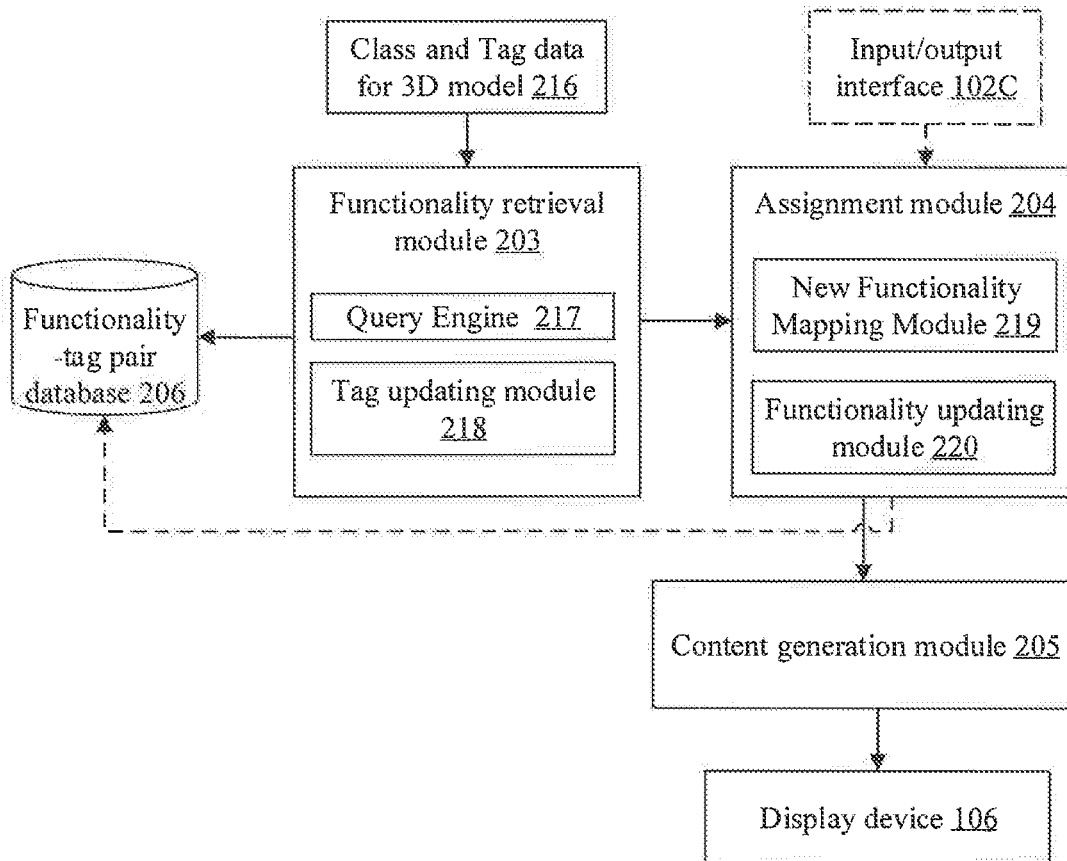 Class and Tag data
for 3D model 216
Input/output
interface 102C
Functionality retrieval
module 203
Query Engine 217
Tag updating module
218
Assignment module 204
New Functionality
Mapping Module 219
Functionality updating
module 220
Functionality
-tag pair
database 206
Content generation module 205
Display device 106